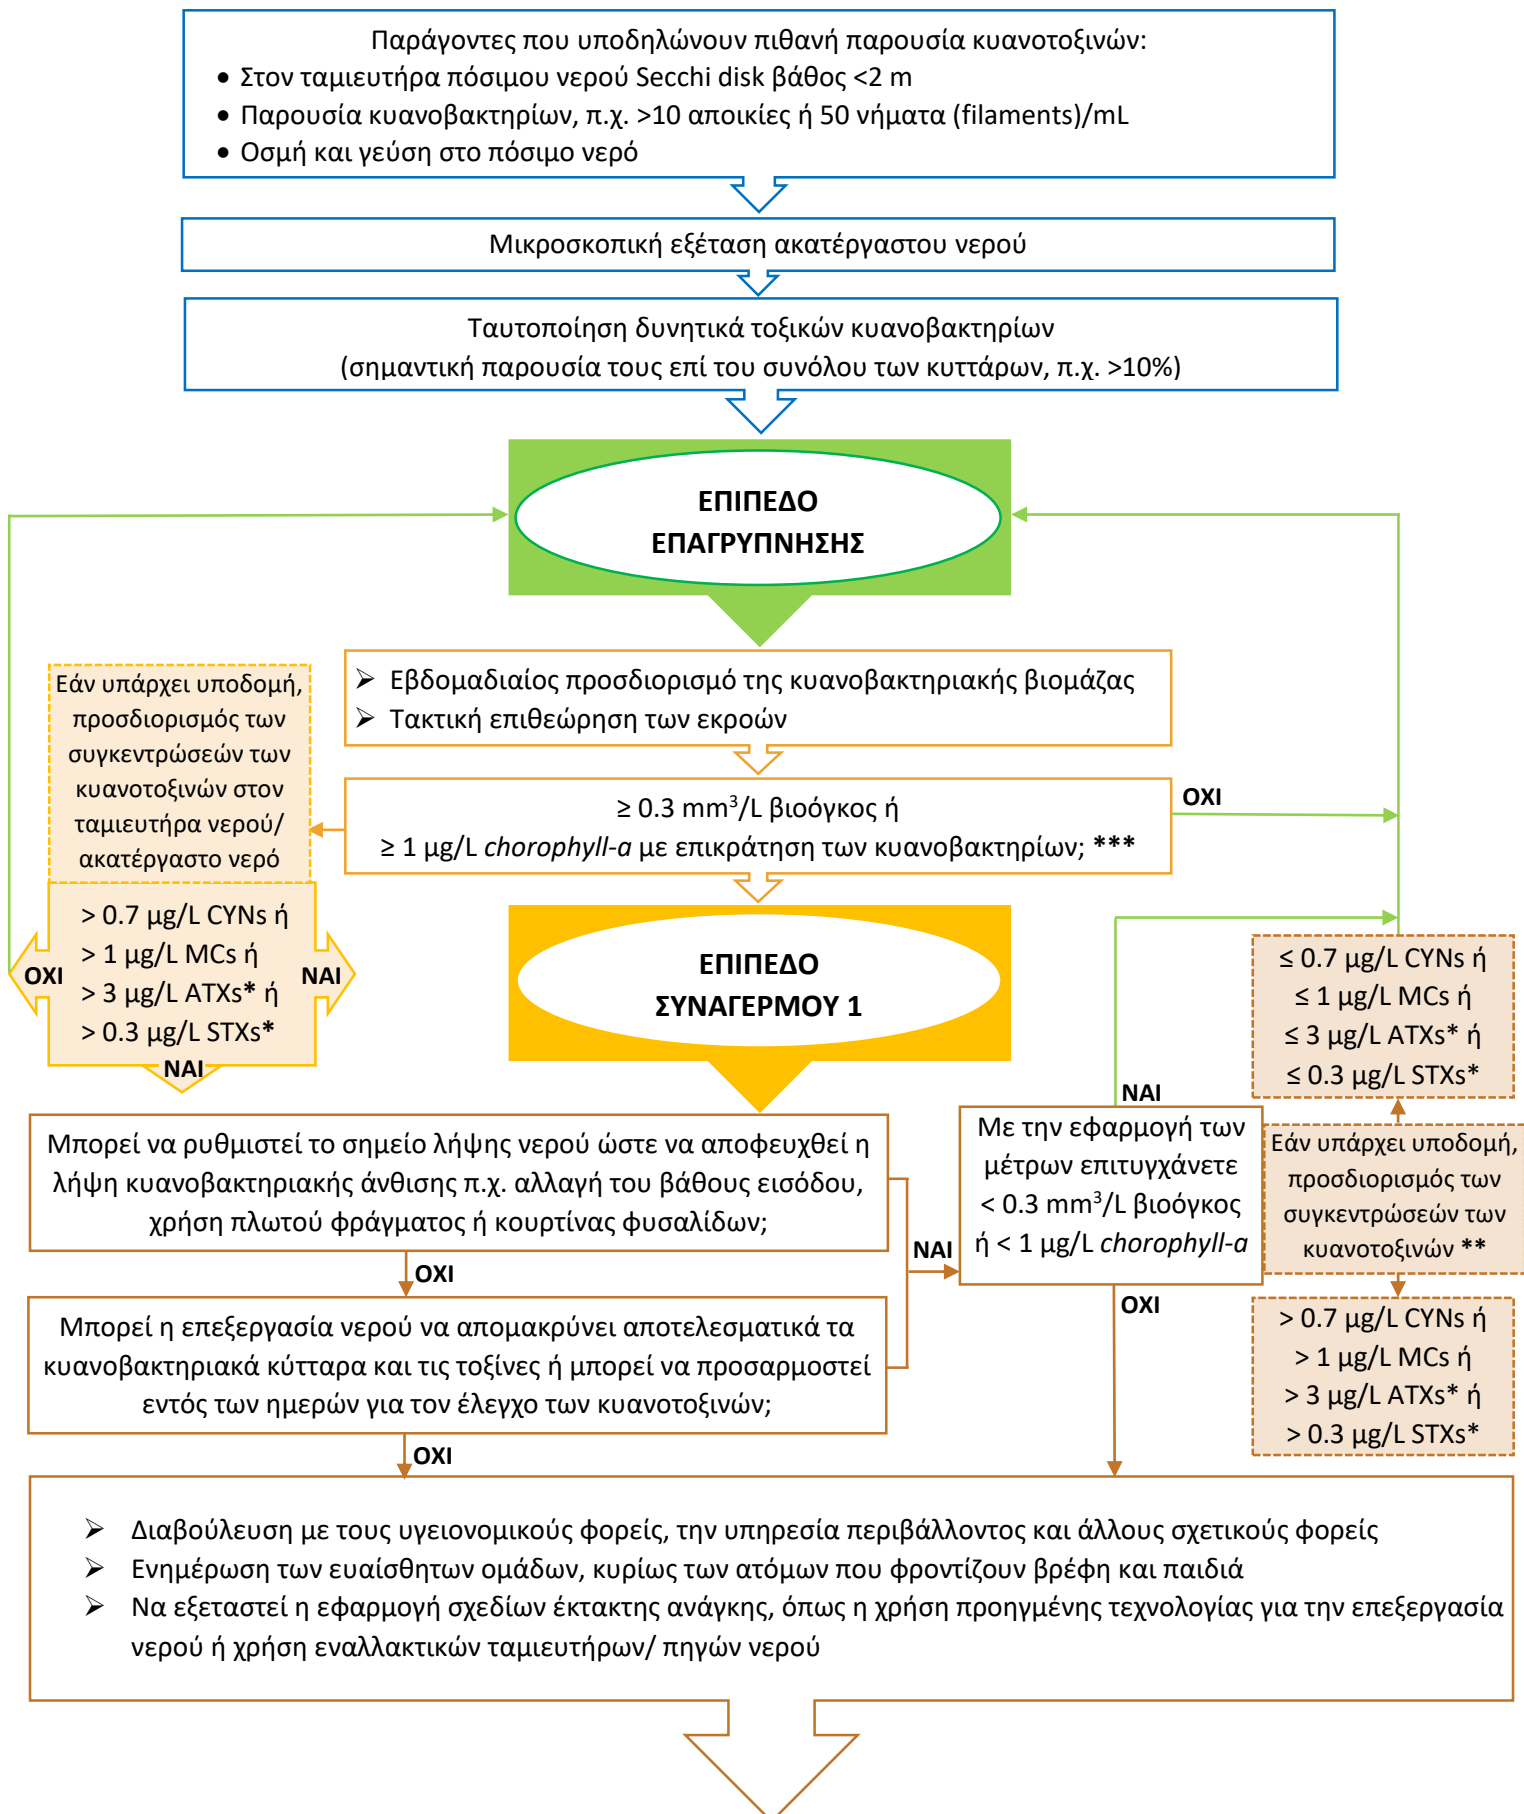 Παράγοντες που υποδηλώνουν πιθανή παρουσία κυανοτοξινών:
• Στον ταμιευτήρα πόσιμου νερού Secchi disk βάθος <2 m
• Παρουσία κυανοβακτηρίων, π.χ. >10 αποικίες ή 50 νήματα (filaments)/mL
• Οσμή και γεύση στο πόσιμο νερό
Μικροσκοπική εξέταση ακατέργαστου νερού
Ταυτοποίηση δυνητικά τοξικών κυανοβακτηρίων
(σημαντική παρουσία τους επί του συνόλου των κυττάρων, π.χ. >10%)
ΕΠΙΠΕΔΟ
ΕΠΑΓΡΥΠΝΗΣΗΣ
➢ Εβδομαδιαίος προσδιορισμό της κυανοβακτηριακής βιομάζας
➢ Τακτική επιθεώρηση των εκροών
Εάν υπάρχει υποδομή,
προσδιορισμός των
συγκεντρώσεών των
κυανοτοξινών στον
ταμιευτήρα νερού/
ακατέργαστο νερό
≥ 0.3 mm³/L βιοόγκος ή
≥ 1 μg/L chorophyll-a με επικράτηση των κυανοβακτηρίων; ***
ΟΧΙ
> 0.7 μg/L CYNs ή
> 1 μg/L MCs ή
> 3 μg/L ATXs* ή
> 0.3 μg/L STXs*
ΟΧΙ
ΝΑΙ
ΝΑΙ
ΕΠΙΠΕΔΟ
ΣΥΝΑΓΕΡΜΟΥ 1
≤ 0.7 μg/L CYNs ή
≤ 1 μg/L MCs ή
≤ 3 μg/L ATXs* ή
≤ 0.3 μg/L STXs*
Μπορεί να ρυθμιστεί το σημείο λήψης νερού ώστε να αποφευχθεί η
λήψη κυανοβακτηριακής άνθισης π.χ. αλλαγή του βάθους εισόδου,
χρήση πλωτού φράγματος ή κουρτίνας φυσαλίδων;
ΝΑΙ
ΝΑΙ
Με την εφαρμογή των
μέτρων επιτυγχάνετε
< 0.3 mm³/L βιοόγκος
ή < 1 μg/L chorophyll-a
Εάν υπάρχει υποδομή,
προσδιορισμός των
συγκεντρώσεών των
κυανοτοξινών **
ΟΧΙ
ΟΧΙ
Μπορεί η επεξεργασία νερού να απομακρύνει αποτελεσματικά τα
κυανοβακτηριακά κύτταρα και τις τοξίνες ή μπορεί να προσαρμοστεί
εντός των ημερών για τον έλεγχο των κυανοτοξινών;
> 0.7 μg/L CYNs ή
> 1 μg/L MCs ή
> 3 μg/L ATXs* ή
> 0.3 μg/L STXs*
ΟΧΙ
➢ Διαβούλευση με τους υγειονομικούς φορείς, την υπηρεσία περιβάλλοντος και άλλους σχετικούς φορείς
➢ Ενημέρωση των ευαίσθητων ομάδων, κυρίως των ατόμων που φροντίζουν βρέφη και παιδιά
➢ Να εξεταστεί η εφαρμογή σχεδίων έκτακτης ανάγκης, όπως η χρήση προηγμένης τεχνολογίας για την επεξεργασία
νερού ή χρήση εναλλακτικών ταμιευτήρων/ πηγών νερού